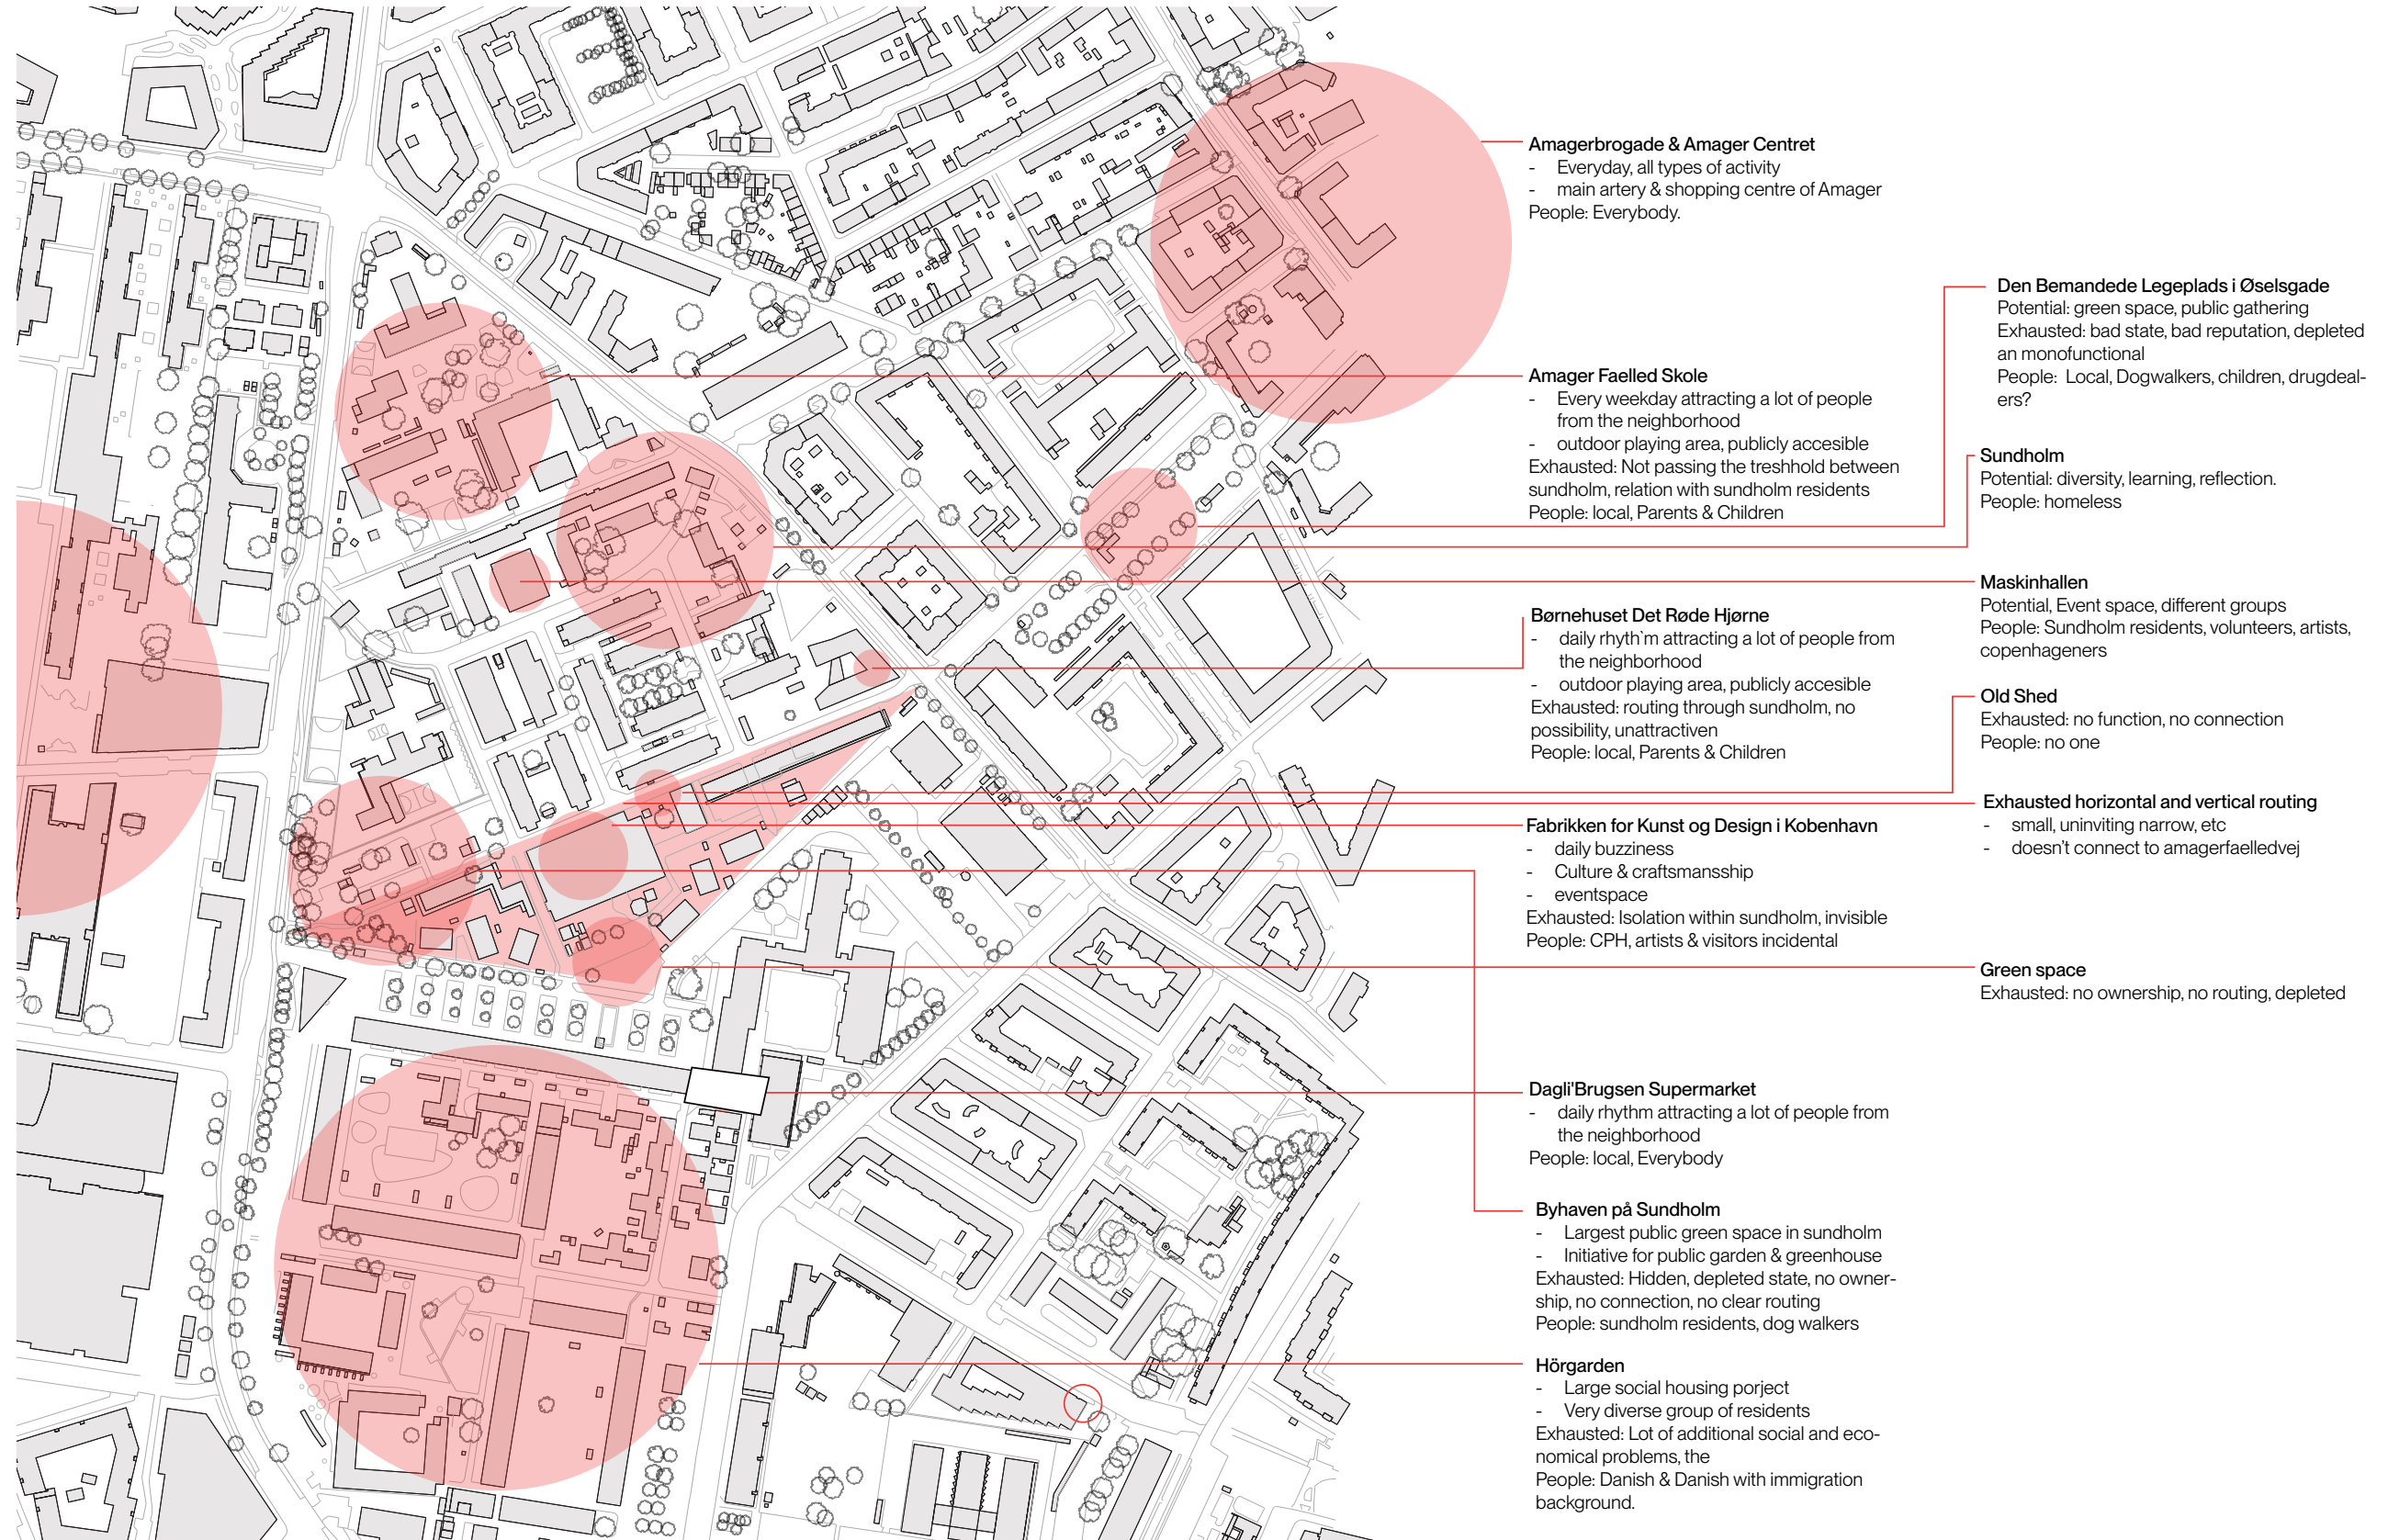 Amagerbrogade & Amager Centret
- Everyday, all types of activity
- main artery & shopping centre of Amager
People: Everybody.
Amager Faelled Skole
- Every weekday attracting a lot of people
from the neighborhood
- outdoor playing area, publicly accesible
Exhausted: Not passing the treshhold between
sundholm, relation with sundholm residents
People: local, Parents & Children
Børnehuset Det Røde Hjørne
- daily rhyth`m attracting a lot of people from
the neighborhood
- outdoor playing area, publicly accesible
Exhausted: routing through sundholm, no
possibility, unattractiven
People: local, Parents & Children
Fabrikken for Kunst og Design i Kobenhavn
- daily buzziness
- Culture & craftsmansship
- eventspace
Exhausted: Isolation within sundholm, invisible
People: CPH, artists & visitors incidental
Dagli'Brugsen Supermarket
- daily rhythm attracting a lot of people from
the neighborhood
People: local, Everybody
Byhaven på Sundholm
- Largest public green space in sundholm
- Initiative for public garden & greenhouse
Exhausted: Hidden, depleted state, no owner-
ship, no connection, no clear routing
People: sundholm residents, dog walkers
Hörgarden
- Large social housing porject
- Very diverse group of residents
Exhausted: Lot of additional social and eco-
nomical problems, the
People: Danish & Danish with immigration
background.
Den Bemandede Legeplads i Øselsgade
Potential: green space, public gathering
Exhausted: bad state, bad reputation, depleted
an monofunctional
People: Local, Dogwalkers, children, drugdeal-
ers?
Sundholm
Potential: diversity, learning, reflection.
People: homeless
Maskinhallen
Potential, Event space, different groups
People: Sundholm residents, volunteers, artists,
copenhageners
Old Shed
Exhausted: no function, no connection
People: no one
Exhausted horizontal and vertical routing
- small, uninviting narrow, etc
- doesn't connect to amagerfaelledvej
Green space
Exhausted: no ownership, no routing, depleted